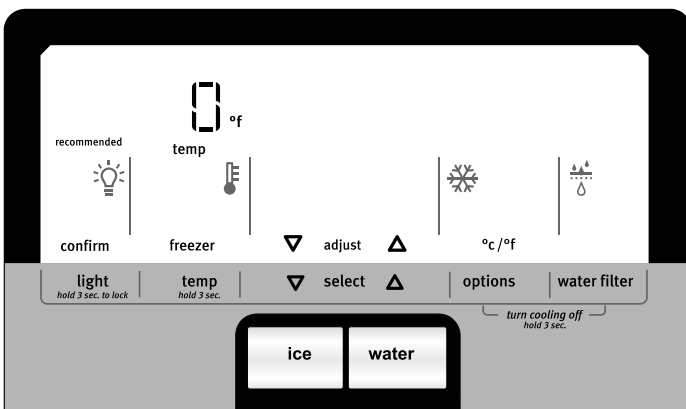 0 °f
recommended
temp
confirm freezer ▽ adjust △ °c/°f
light temp ▽ select △ options water filter
hold 3 sec. to lock hold 3 sec.
turn cooling off
hold 3 sec.
ice water